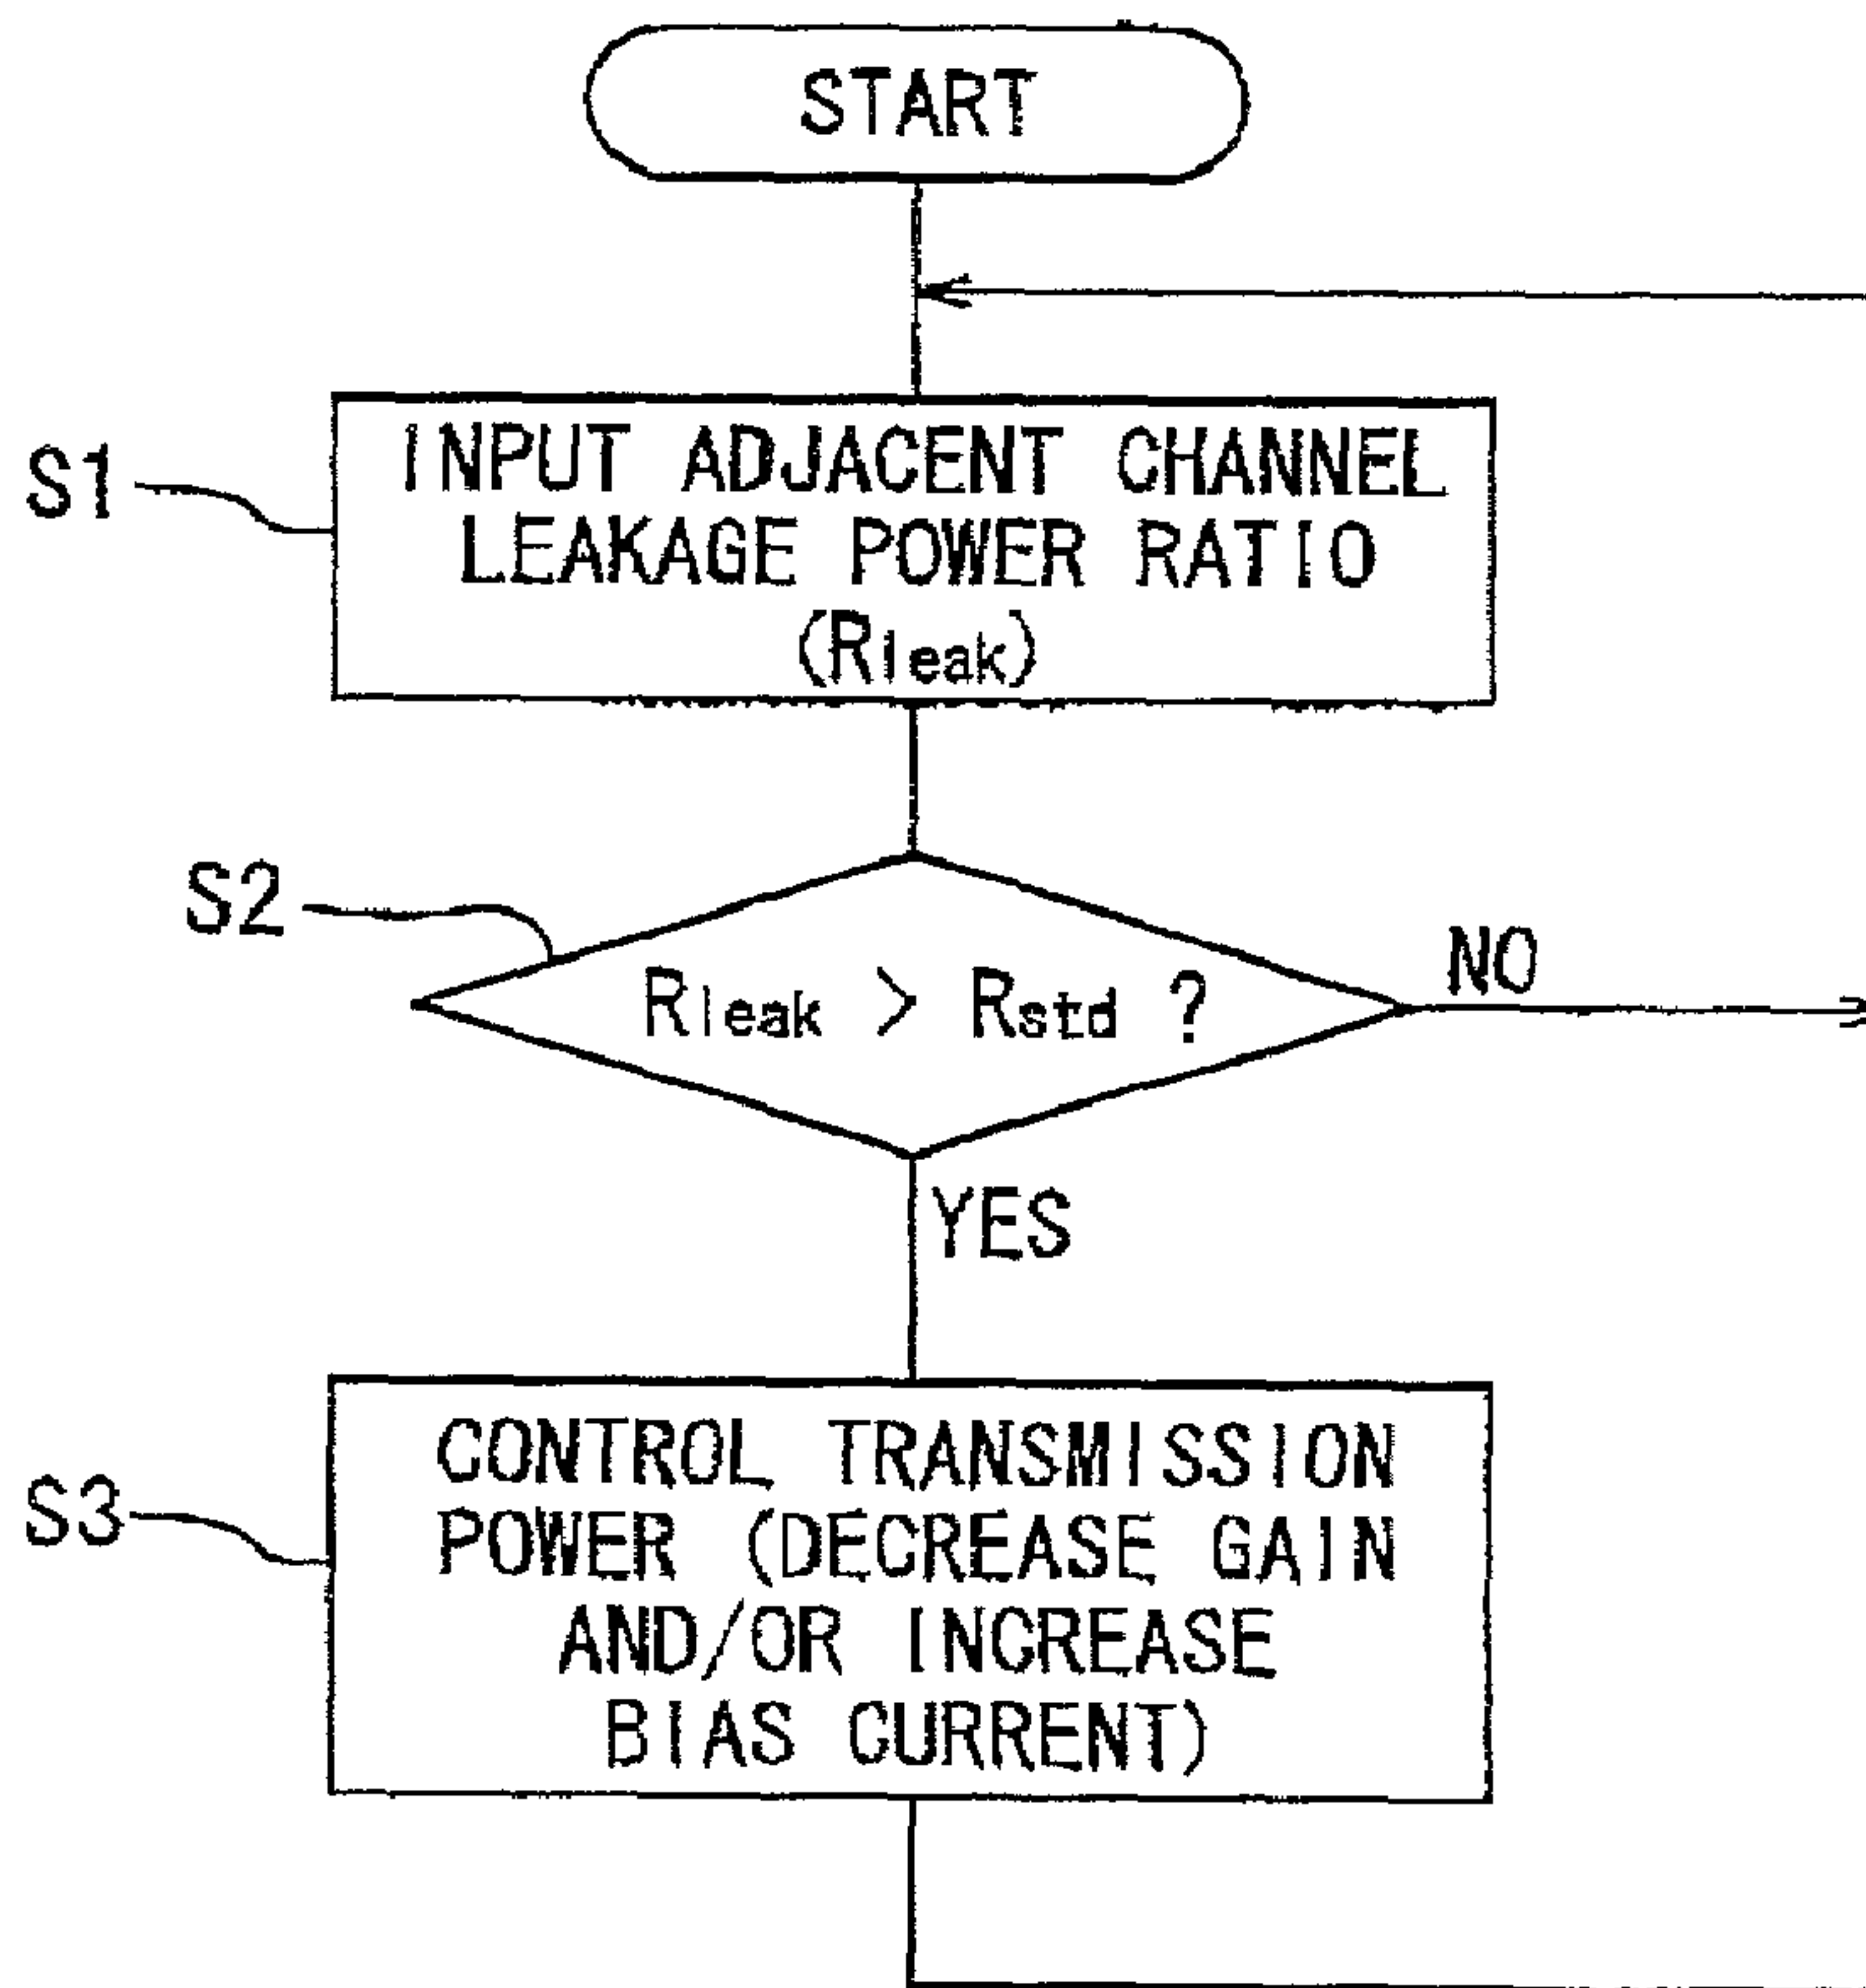 START
S1
INPUT ADJACENT CHANNEL
LEAKAGE POWER RATIO
(Rleak)
S2
Rleak > Rstd ?
NO
YES
S3
CONTROL TRANSMISSION
POWER (DECREASE GAIN
AND/OR INCREASE
BIAS CURRENT)